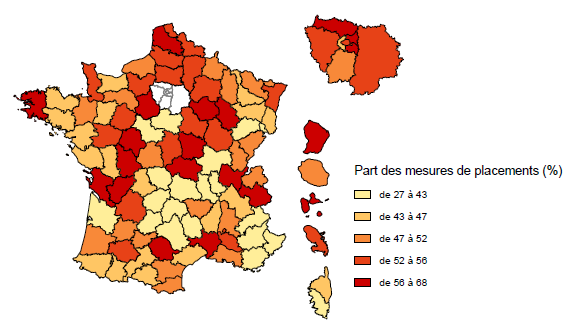 Part des mesures de placements (%)
de 27 à 43
de 43 à 47
de 47 à 52
de 52 à 56
de 56 à 68